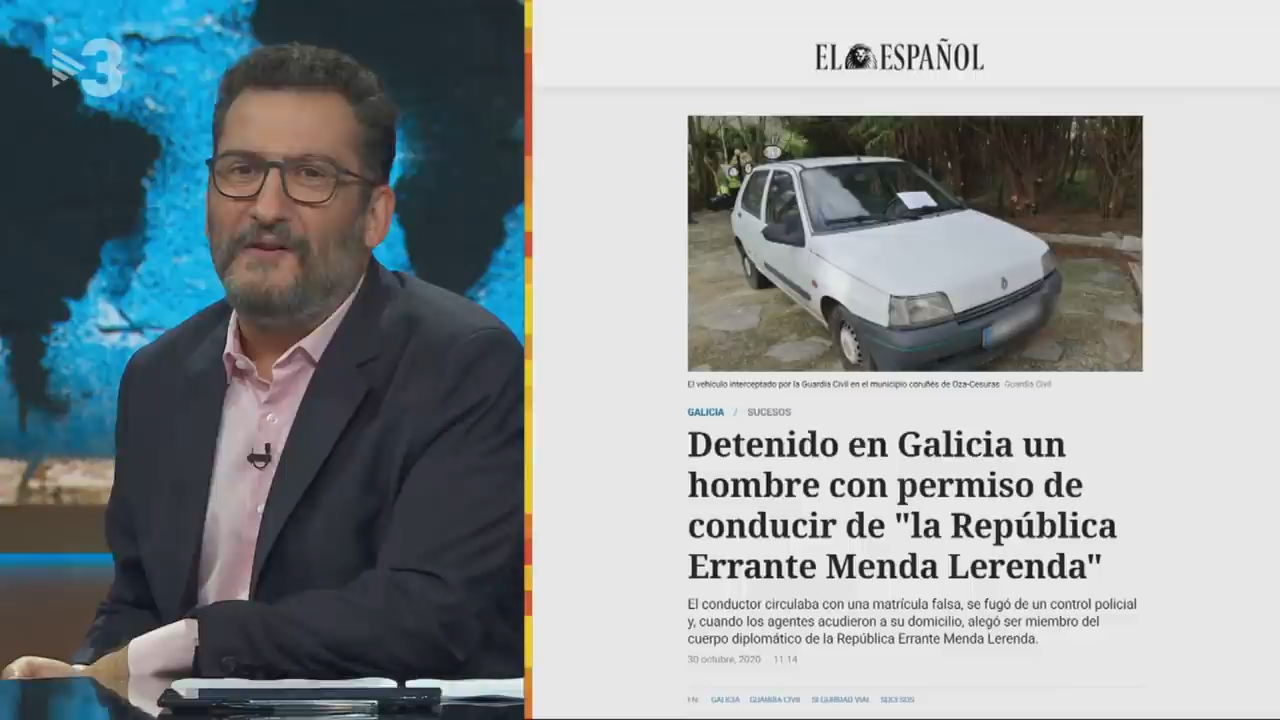 3
EL ESPAÑOL
El vehículo interceptado por la Guardia Civil en el municipio coruñés de Oza-Cesuras Guardia Civil
GALICIA / SUCESOS
Detenido en Galicia un
hombre con permiso de
conducir de "la República
Errante Menda Lerenda"
El conductor circulaba con una matrícula falsa, se fugó de un control policial
y, cuando los agentes acudieron a su domicilio, alegó ser miembro del
cuerpo diplomático de la República Errante Menda Lerenda.
30 octubre, 2020 11:14
EN: GALICIA GUARDIA CIVIL SEGURIDAD VIAL SUCESOS